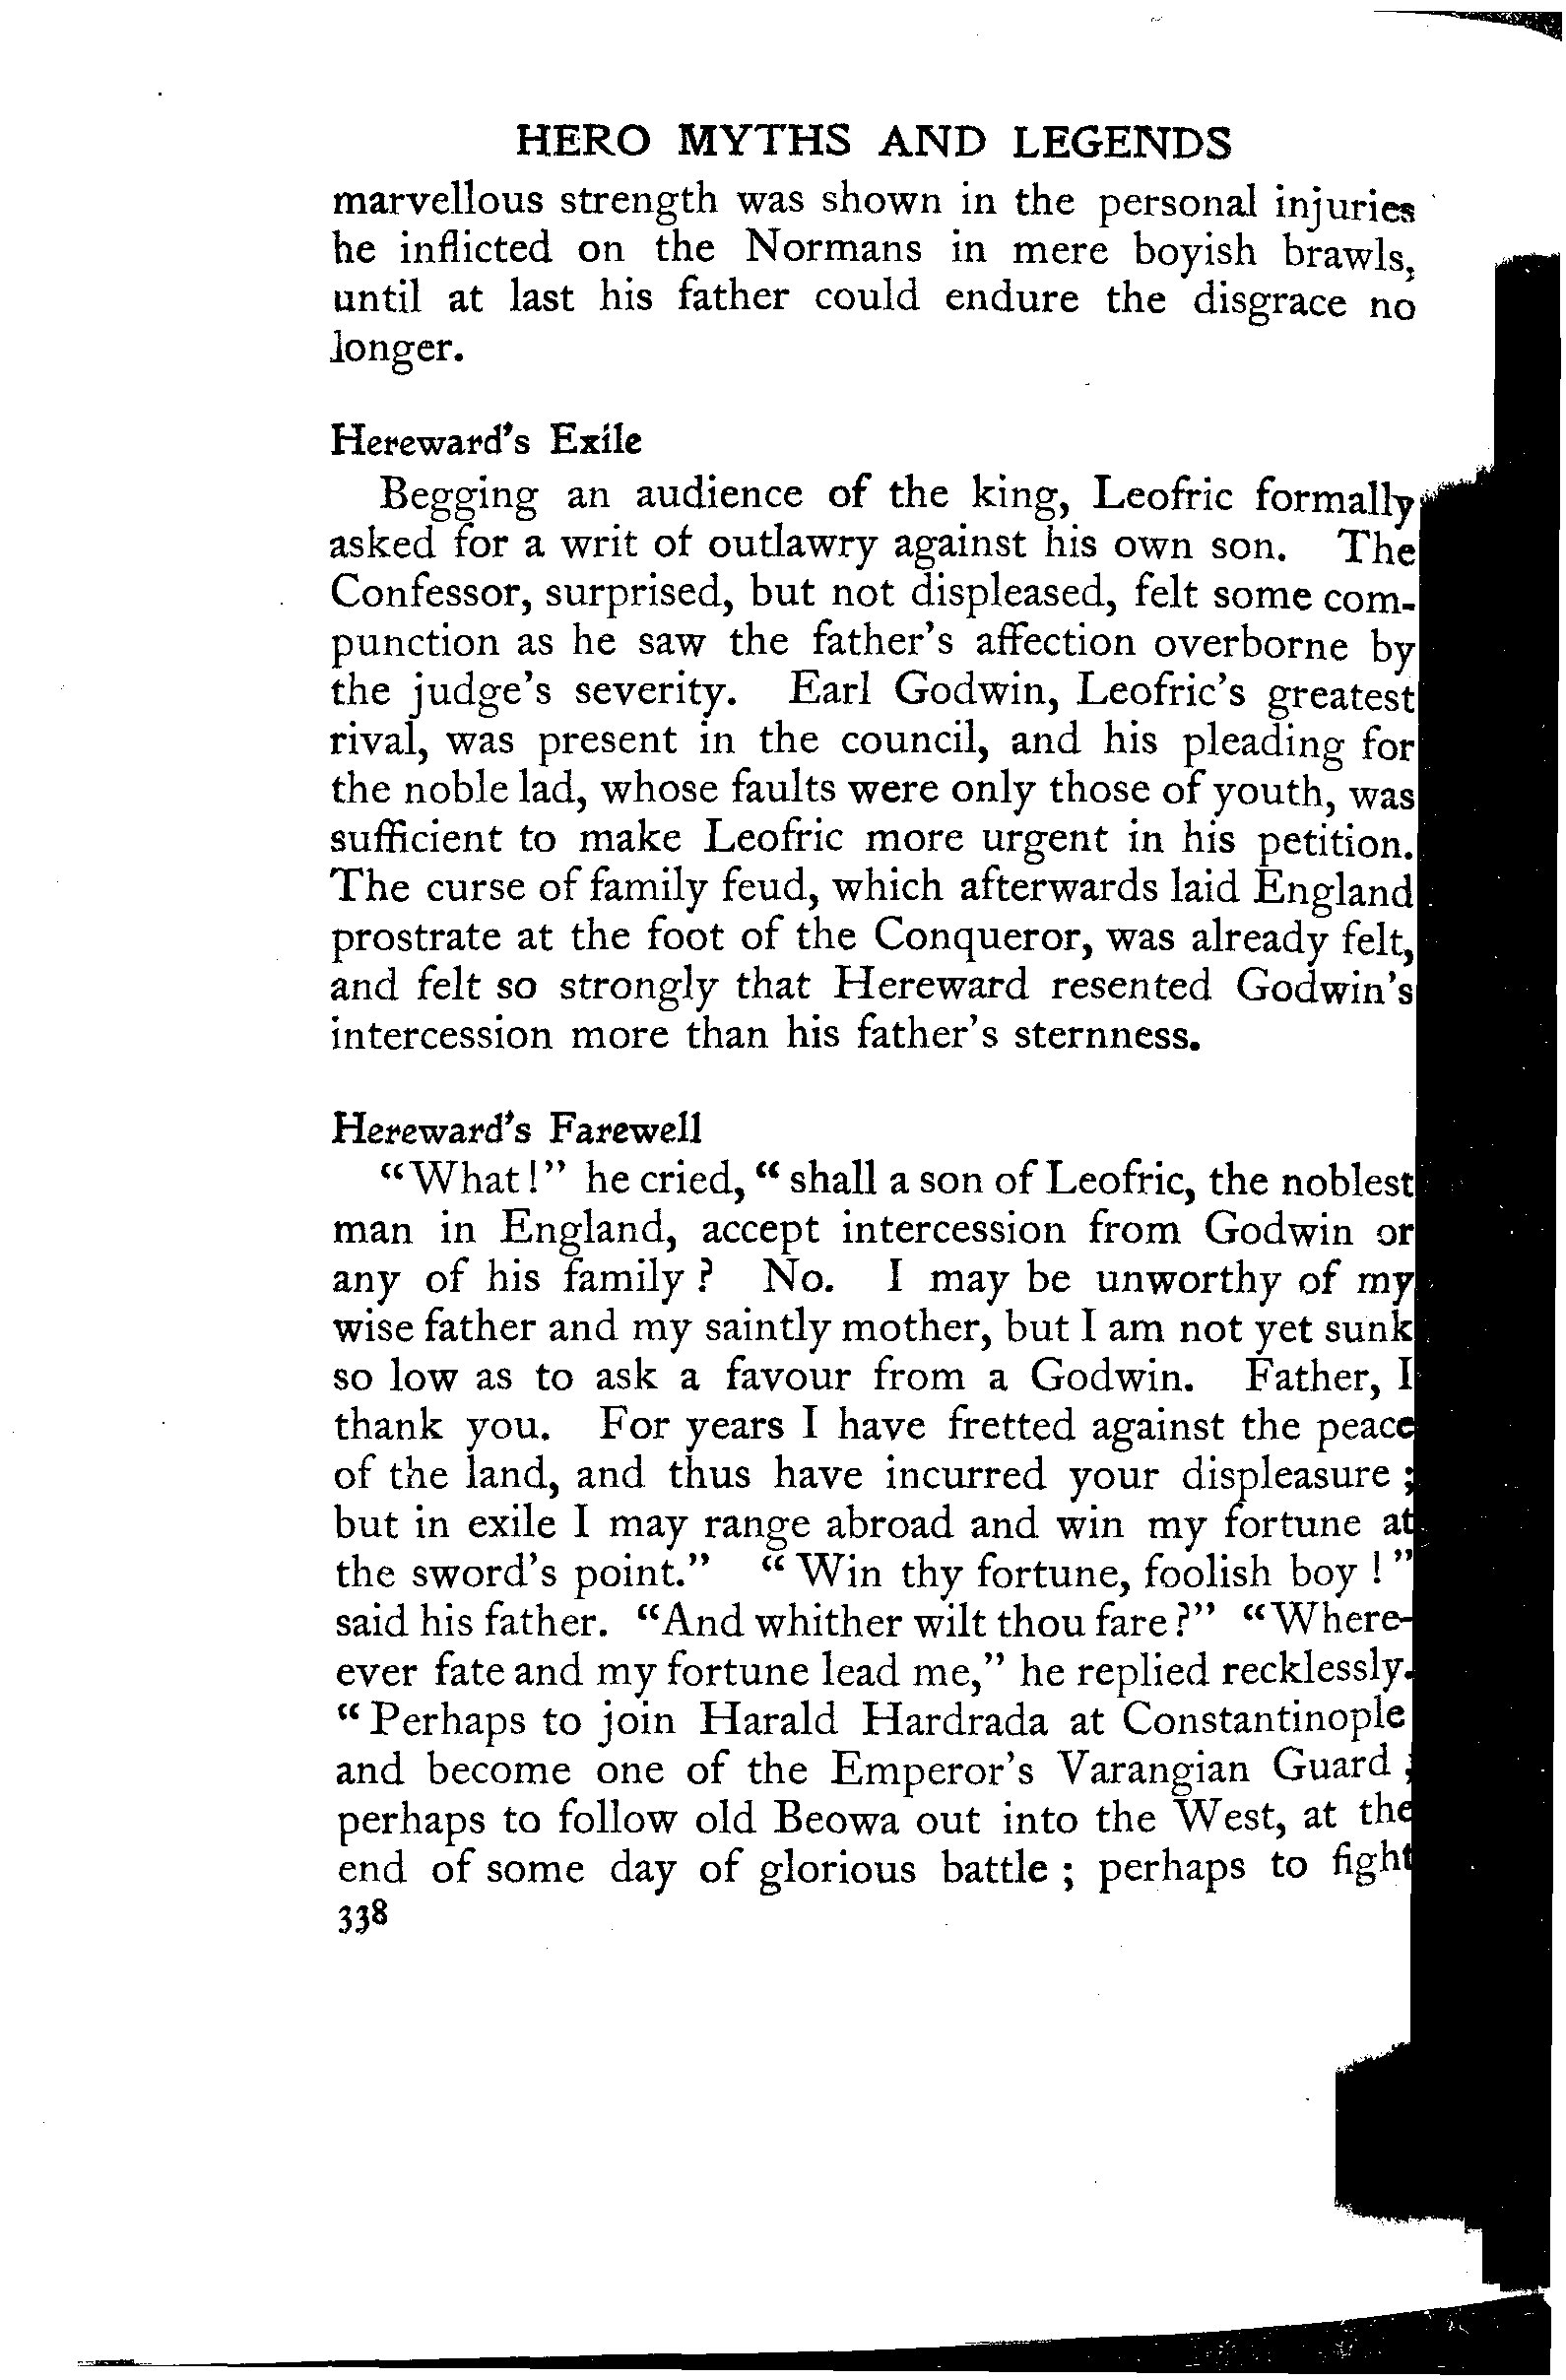 HERO MYTHS AND LEGENDS
marvellous strength was shown in the personal injuries
he inflicted on the Normans in mere boyish brawls,
until at last his father could endure the disgrace no
longer.
Hereward's Exile
Begging an audience of the king, Leofric formally
asked for a writ of outlawry against his own son. The
Confessor, surprised, but not displeased, felt some com-
punction as he saw the father's affection overborne by
the judge's severity. Earl Godwin, Leofric's greatest
rival, was present in the council, and his pleading for
the noble lad, whose faults were only those of youth, was
sufficient to make Leofric more urgent in his petition.
The curse of family feud, which afterwards laid England
prostrate at the foot of the Conqueror, was already felt,
and felt so strongly that Hereward resented Godwin's
intercession more than his father's sternness.
Hereward's Farewell
"What!" he cried, "shall a son of Leofric, the noblest
man in England, accept intercession from Godwin or
any of his family? No. I may be unworthy of my
wise father and my saintly mother, but I am not yet sunk
so low as to ask a favour from a Godwin. Father, I
thank you. For years I have fretted against the peace
of the land, and thus have incurred your displeasure;
but in exile I may range abroad and win my fortune at
the sword's point." "Win thy fortune, foolish boy!"
said his father. "And whither wilt thou fare?" "Where-
ever fate and my fortune lead me," he replied recklessly.
"Perhaps to join Harald Hardrada at Constantinople
and become one of the Emperor's Varangian Guard;
perhaps to follow old Beowa out into the West, at the
end of some day of glorious battle; perhaps to fight
338